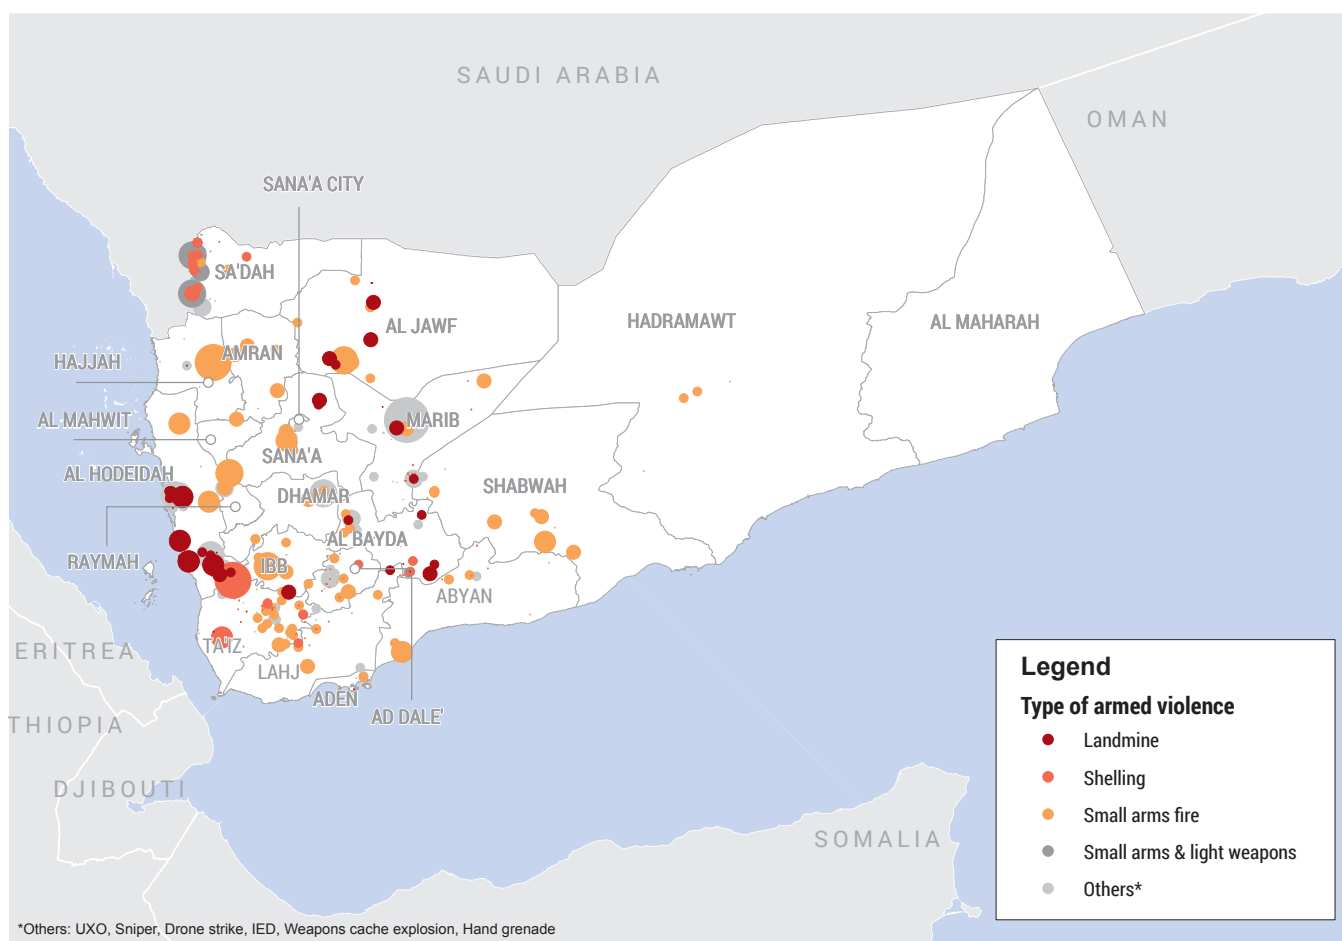 SAUDI ARABIA
OMAN
SANA'A CITY
SA'DAH
AL JAWF
HADRAMAWT
AL MAHARAH
AMRAN
HAJJAH
AL MAHWIT
MARIB
SANA'A
AL HODEIDAH
DHAMAR
SHABWAH
AL BAYDA
RAYMAH
IBB
ABYAN
ERITREA
TA'IZ
LAHJ
ADEN
AD DALE'
THIOPIA
DJIBOUTI
SOMALIA
Legend
Type of armed violence
Landmine
Shelling
Small arms fire
Small arms & light weapons
Others*
*Others: UXO, Sniper, Drone strike, IED, Weapons cache explosion, Hand grenade